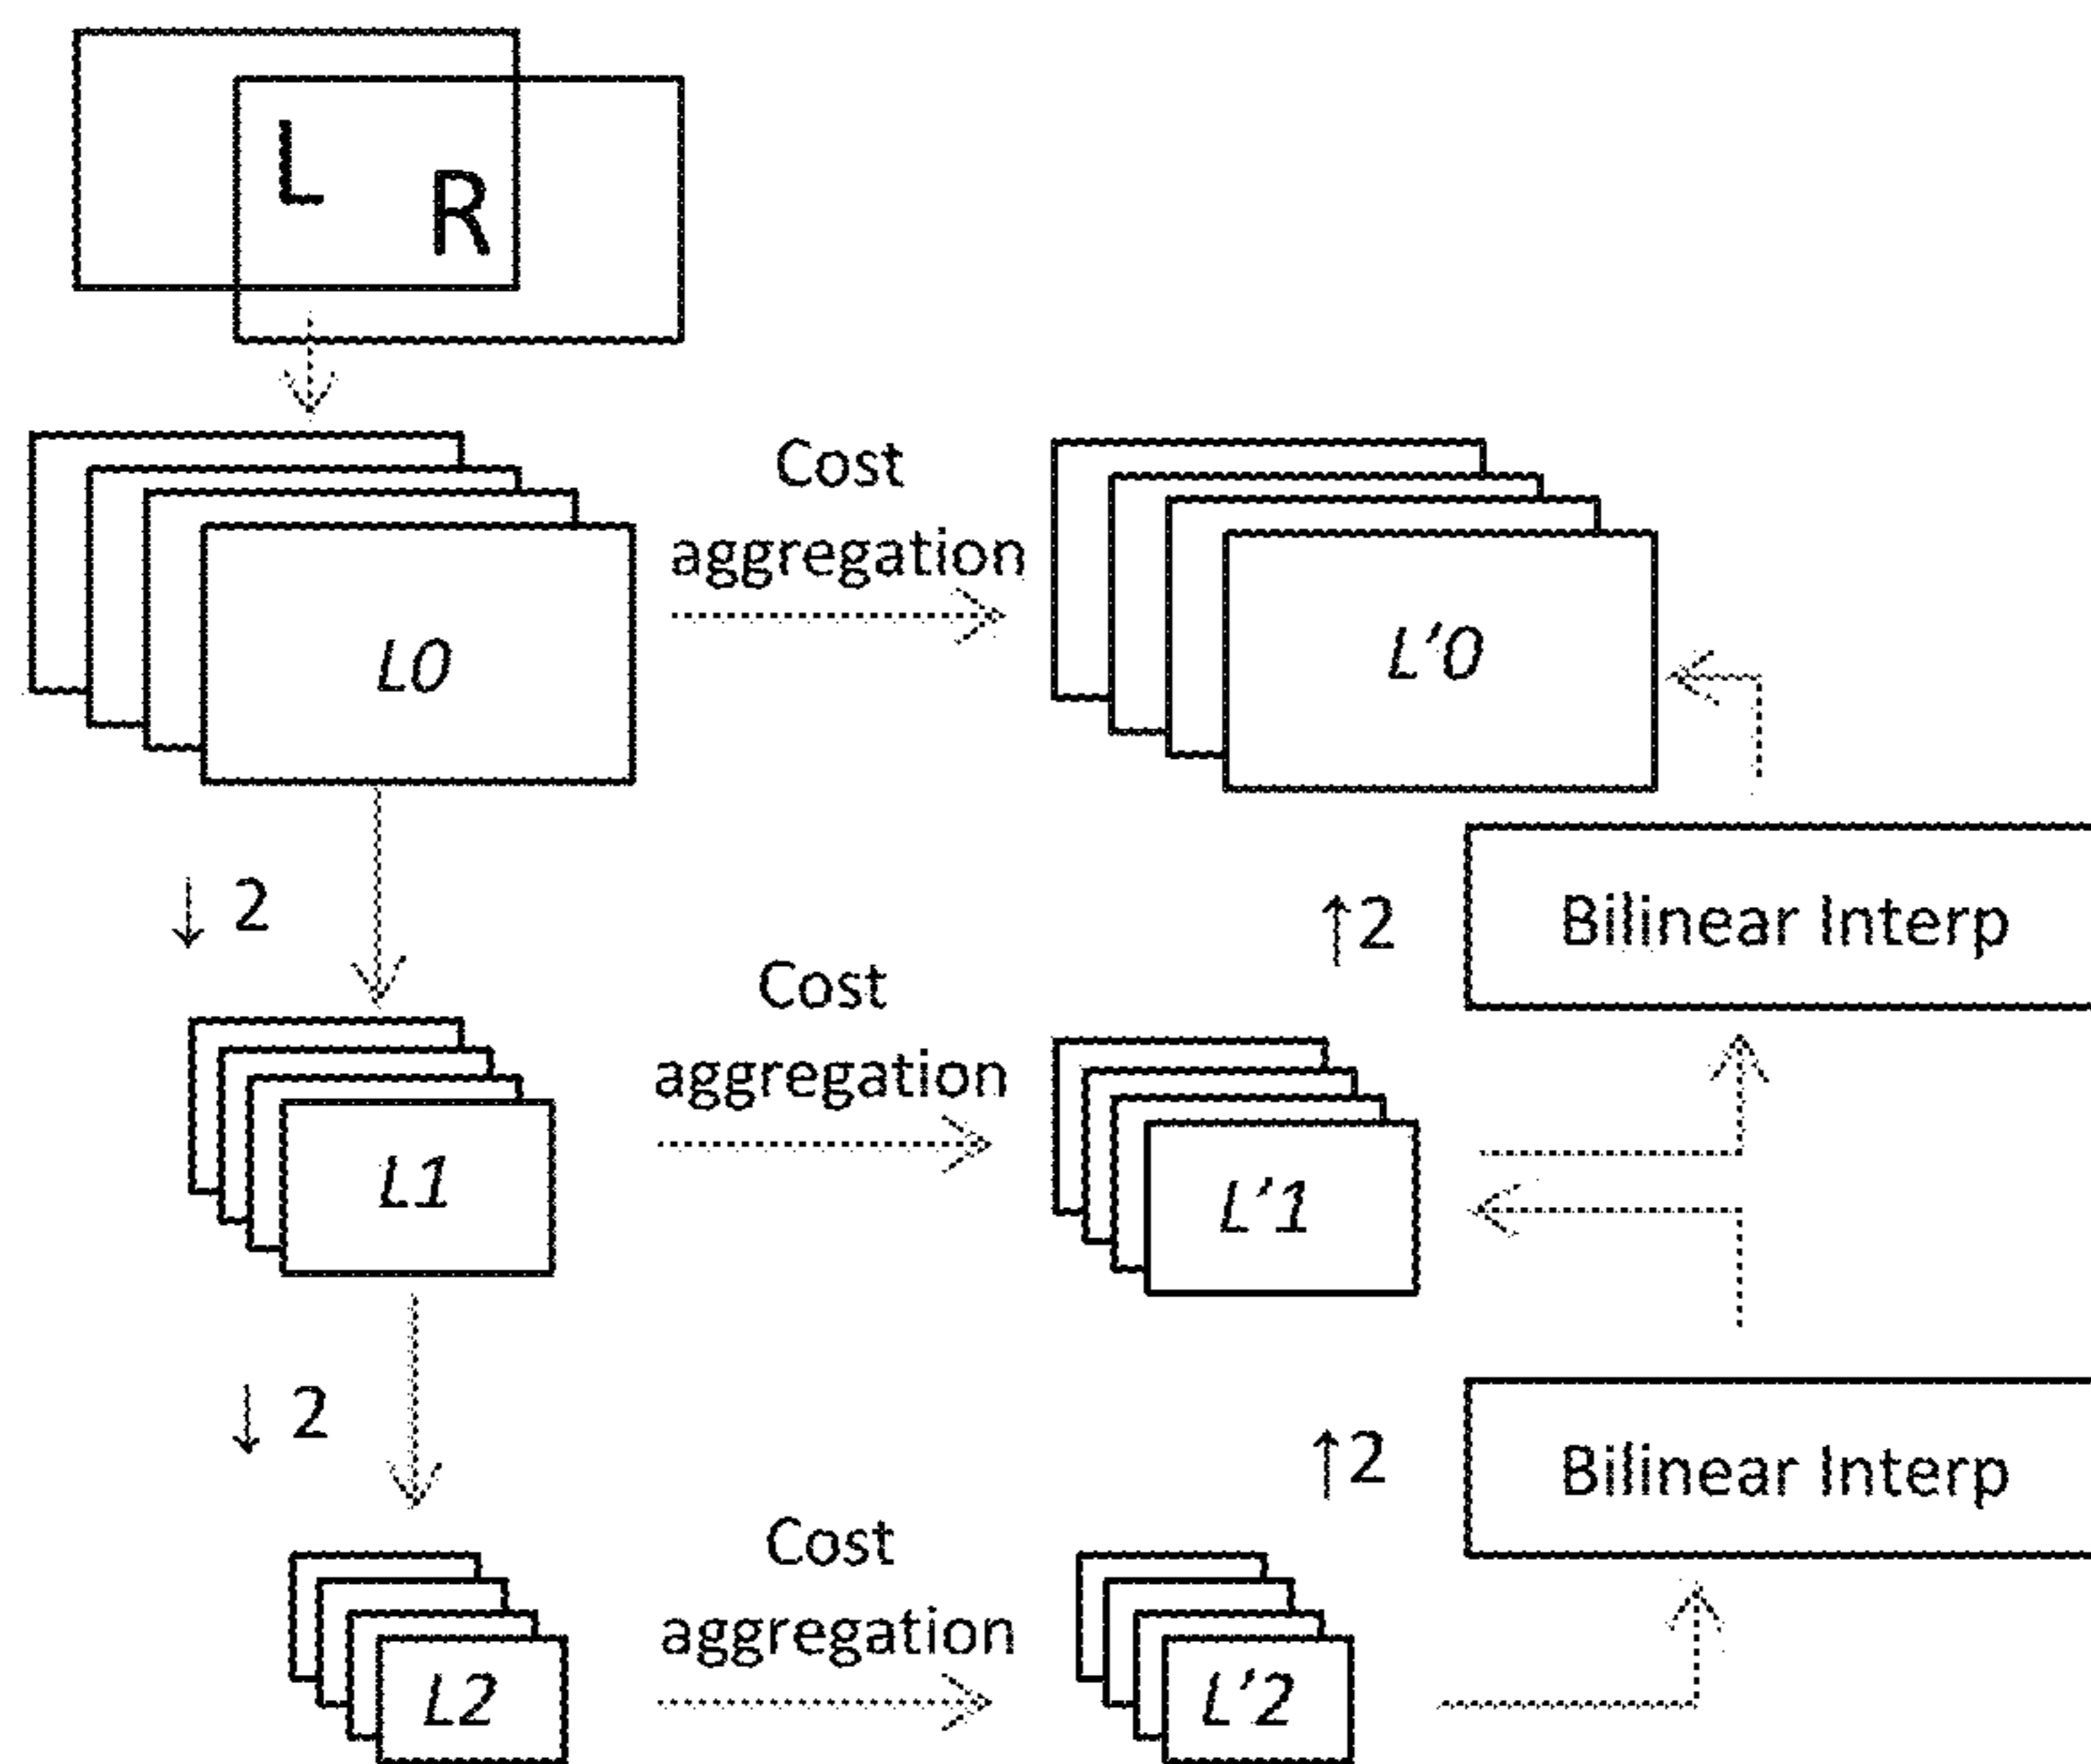 L
R
Cost
aggregation
L0
L'0
↓ 2
↑2
Bilinear Interp
Cost
aggregation
L1
L'1
↓ 2
↑2
Bilinear Interp
Cost
aggregation
L2
L'2